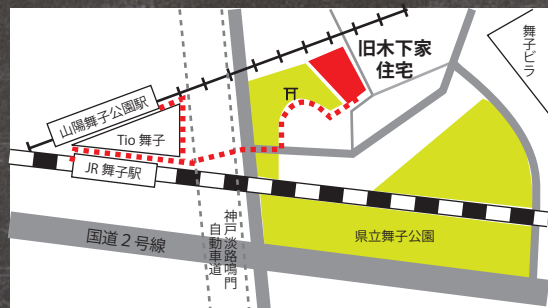 旧木下家
住宅
舞子ビラ
山陽舞子公園駅
Tio 舞子
JR 舞子駅
国道２号線
神戸淡路鳴門
自動車道
県立舞子公園